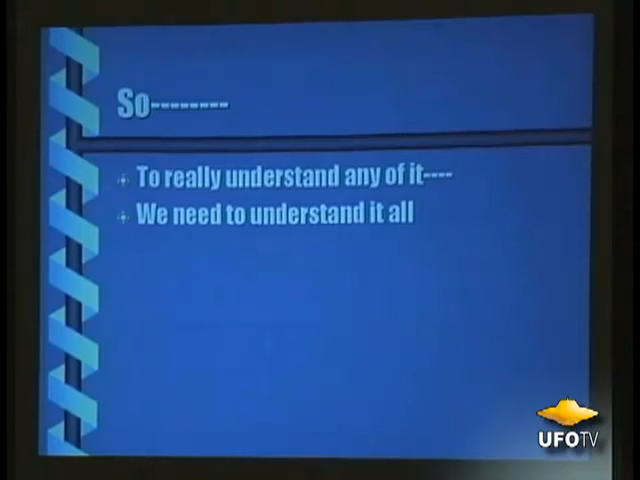 So--------
To really understand any of it----
We need to understand it all
UFOTV